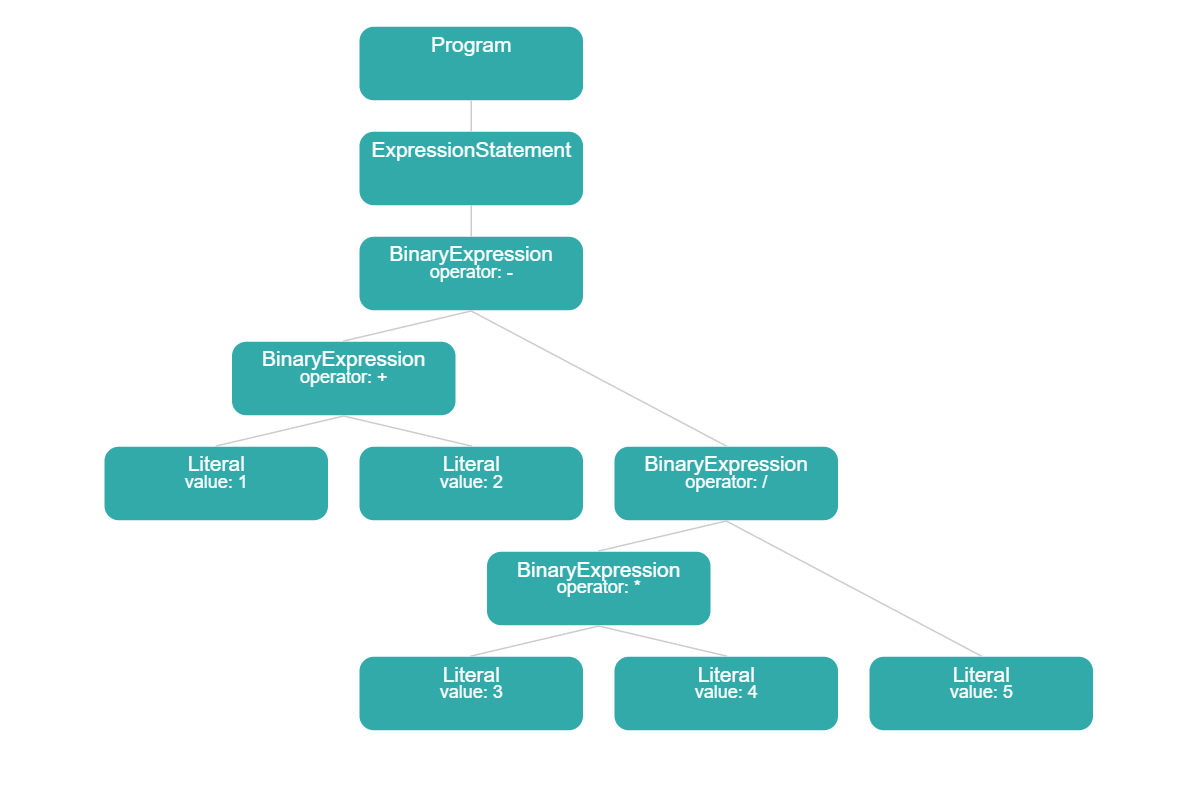 Program
ExpressionStatement
BinaryExpression
operator: -
BinaryExpression
operator: +
Literal
value: 1
Literal
value: 2
BinaryExpression
operator: /
BinaryExpression
operator: *
Literal
value: 3
Literal
value: 4
Literal
value: 5